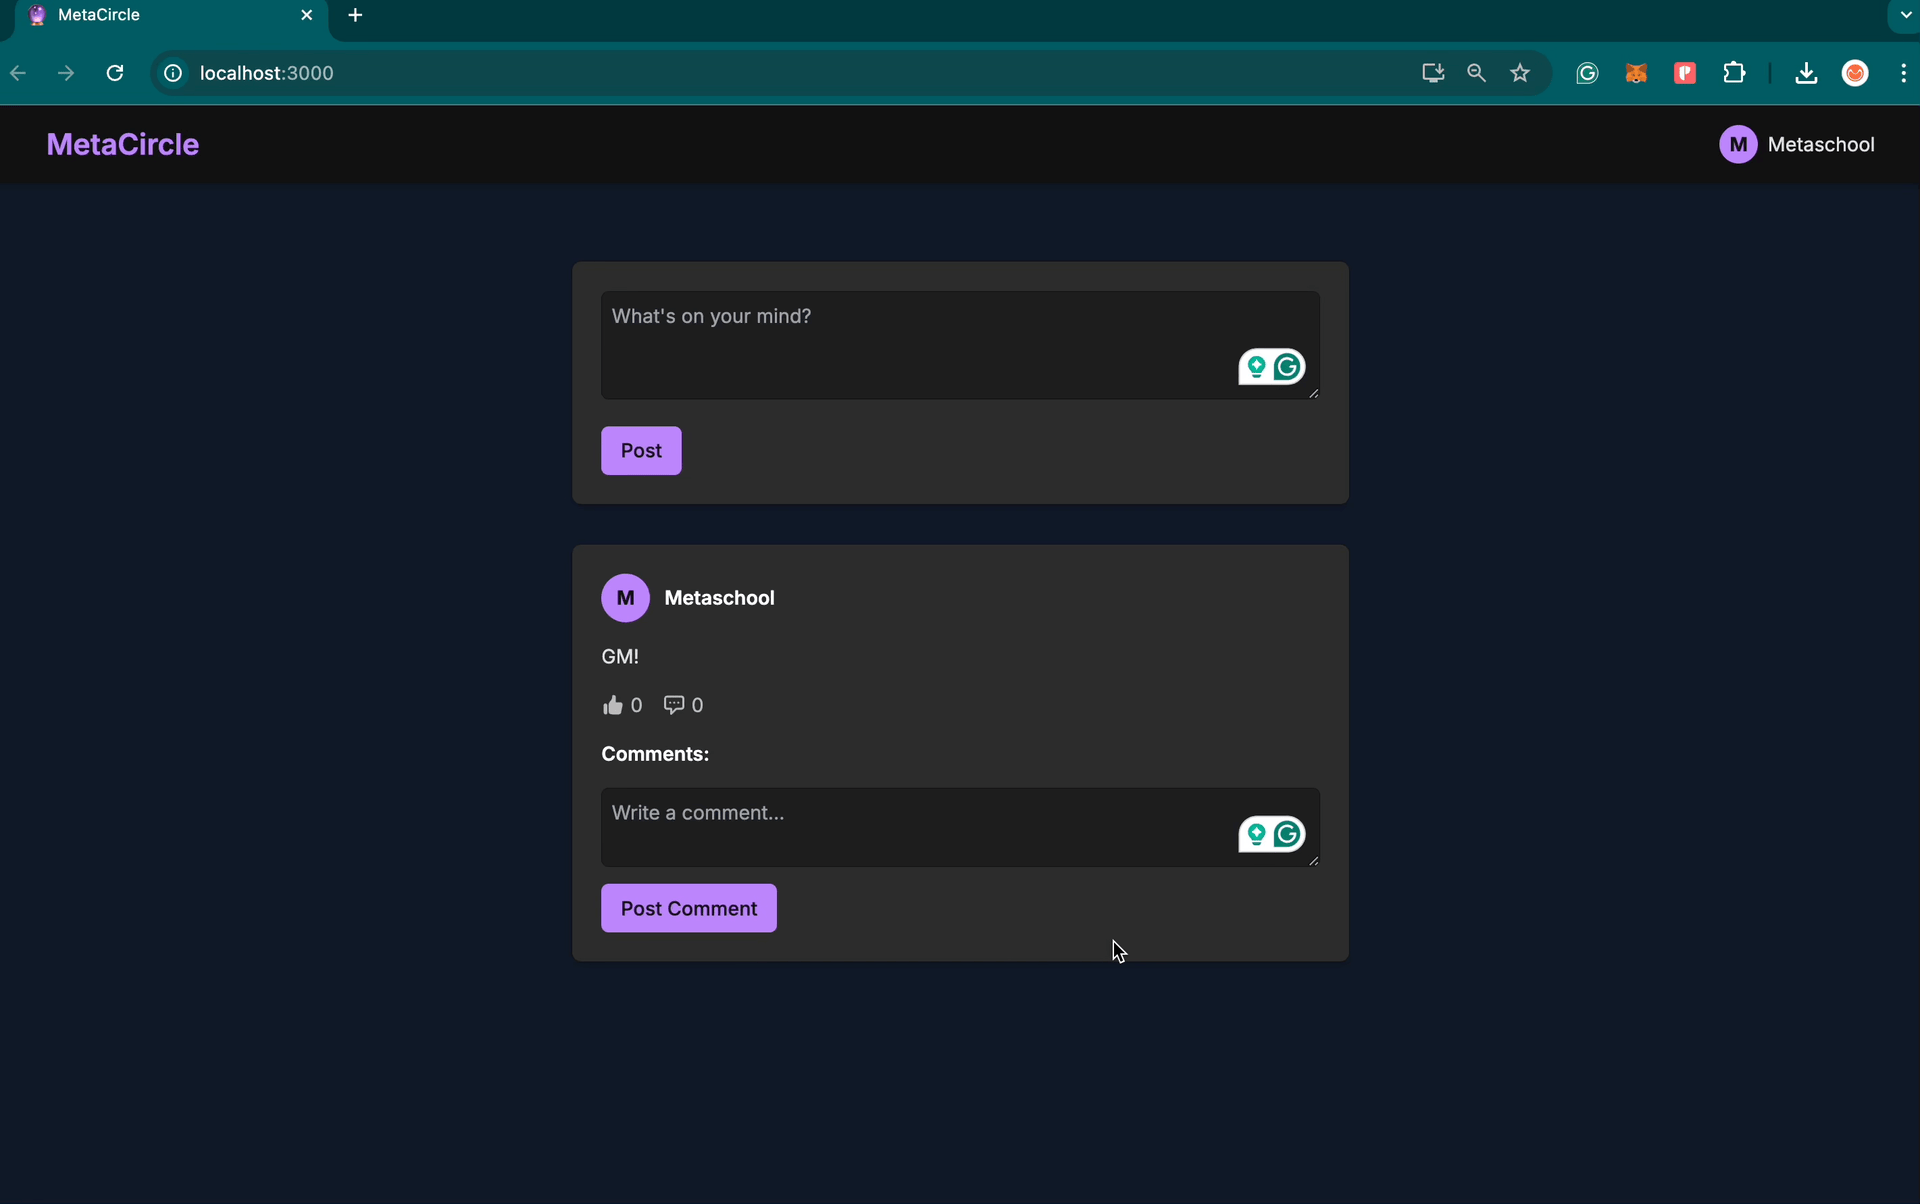 MetaCircle
localhost:3000
MetaCircle
M Metaschool
What's on your mind?
Post
M Metaschool
GM!
0 0
Comments:
Write a comment...
Post Comment